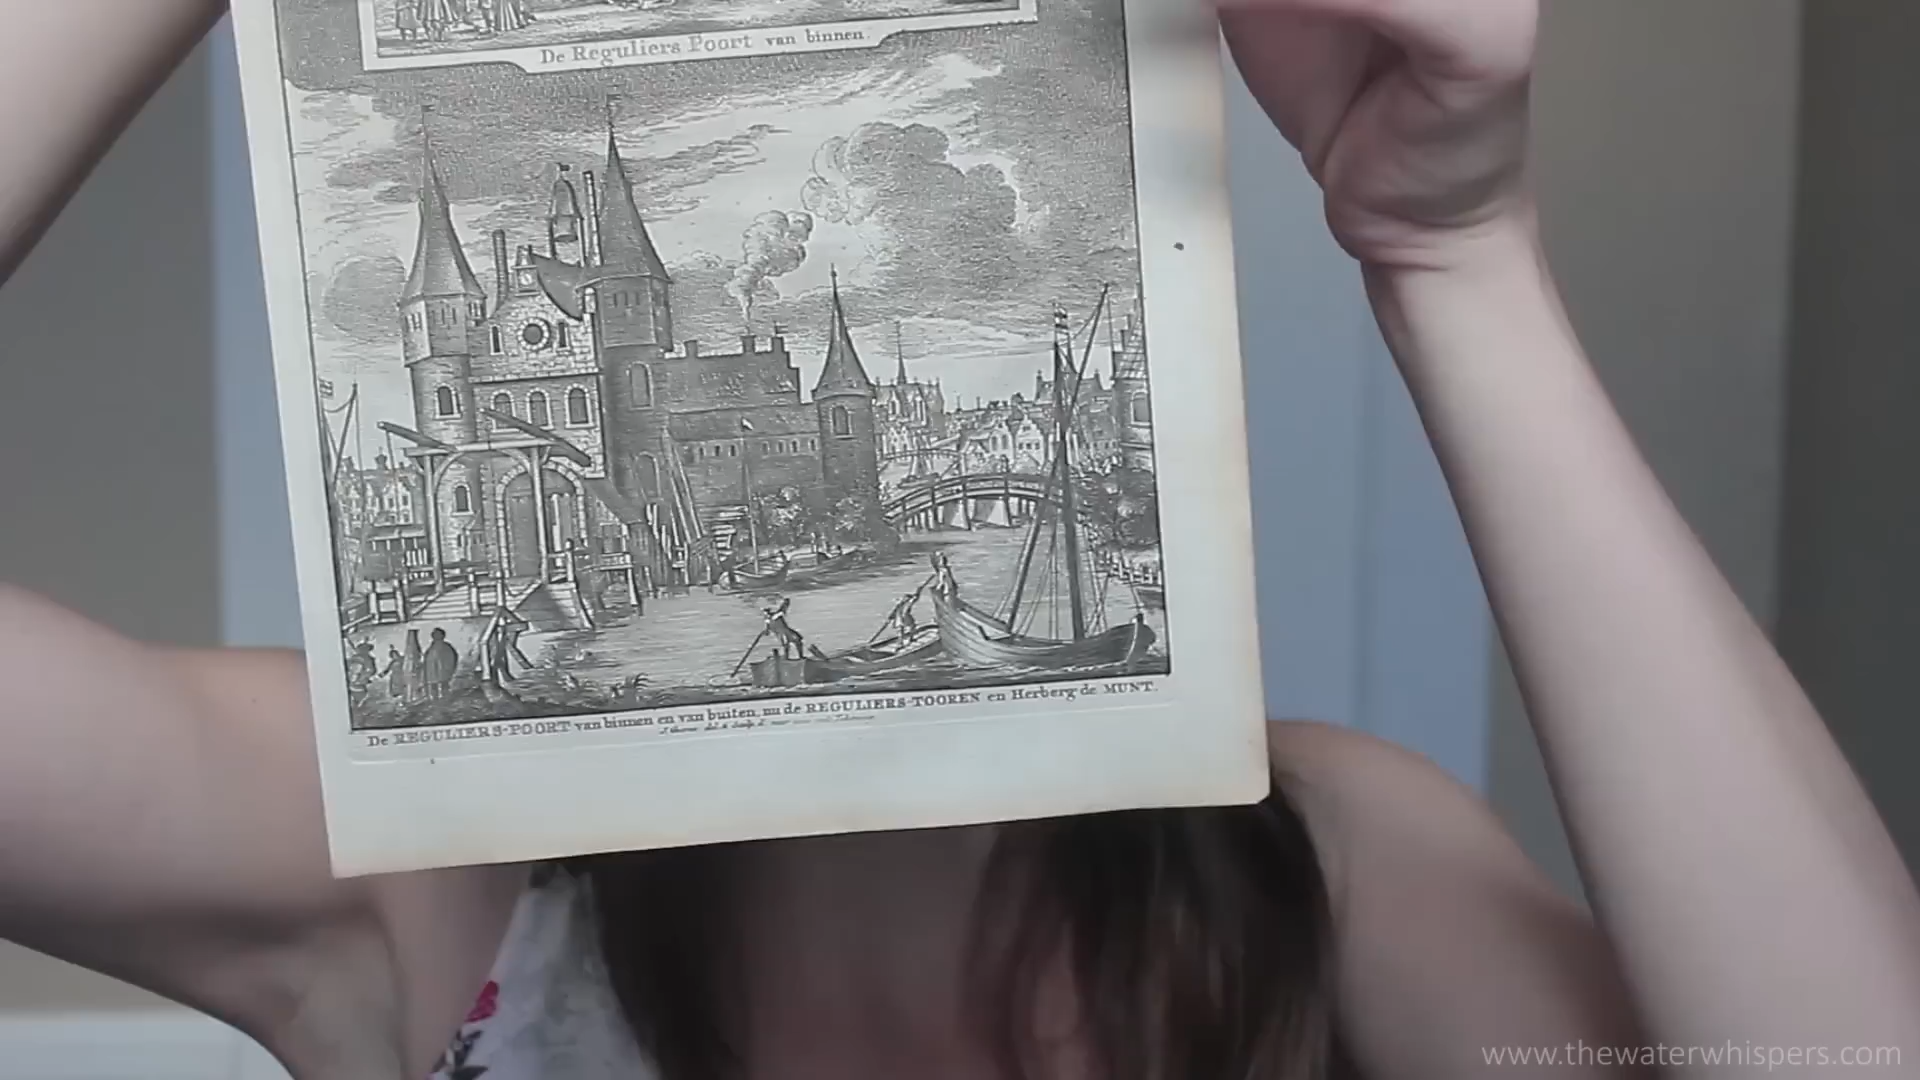 De Reguliers Poort van binnen.
De REGULIERS-POORT van binnen en van buiten, nu de REGULIERS-TOOREN en Herberg de MUNT.
www.thewaterwhispers.com